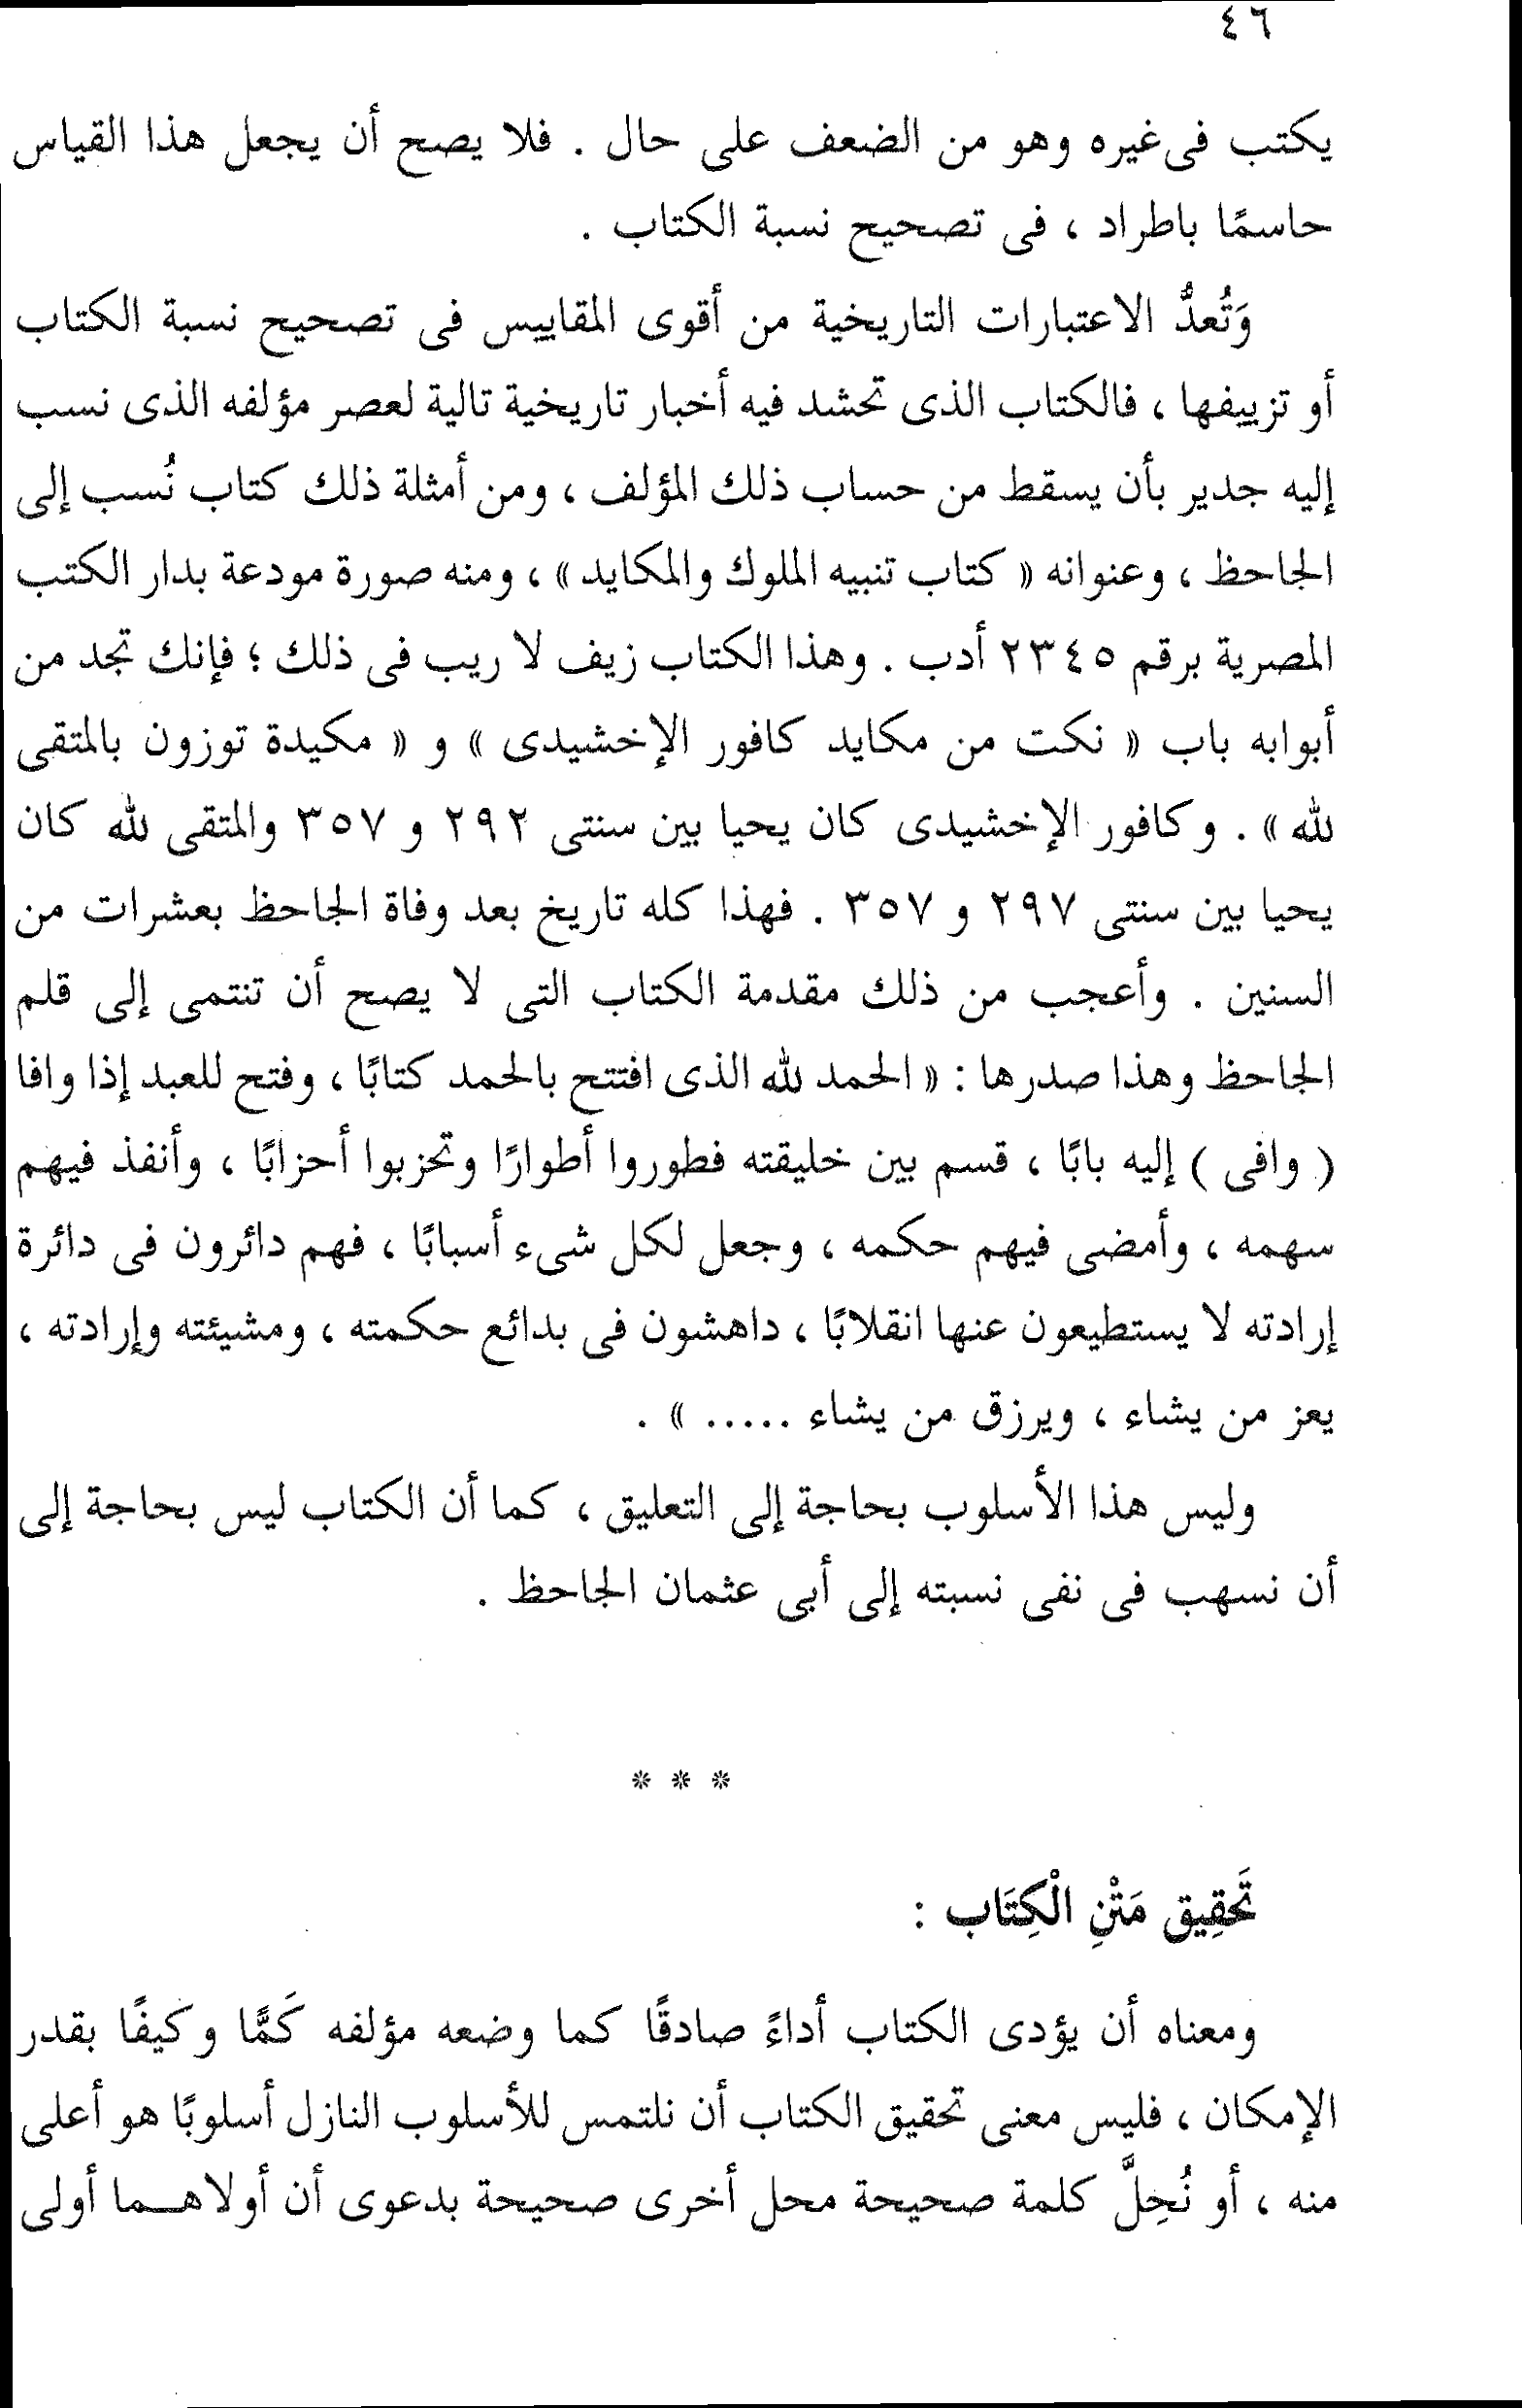 ٤٦
يكتب فى غيره وهو من الضعف على حال . فلا يصح أن يجعل هذا القياس
حاسمًا باطراد ، فى تصحيح نسبة الكتاب .
وَتُعدُّ الاعتبارات التاريخية من أقوى المقاييس فى تصحيح نسبة الكتاب
أو تزييفها ، فالكتاب الذى تحشد فيه أخبار تاريخية تالية لعصر مؤلفه الذى نسب
إليه جدير بأن يسقط من حساب ذلك المؤلف ، ومن أمثلة ذلك كتاب نُسب إلى
الجاحظ ، وعنوانه « كتاب تنبيه الملوك والمكايد » ، ومنه صورة مودعة بدار الكتب
المصرية برقم ٢٣٤٥ أدب . وهذا الكتاب زيف لا ريب فى ذلك ؛ فإنك تجد من
أبوابه باب « نكت من مكايد كافور الإخشيدى » و « مكيدة توزون بالمتقى
لله » . وكافور الإخشيدى كان يحيا بين سنتى ٢٩٢ و ٣٥٧ والمتقى لله كان
يحيا بين سنتى ٢٩٧ و ٣٥٧ . فهذا كله تاريخ بعد وفاة الجاحظ بعشرات من
السنين . وأعجب من ذلك مقدمة الكتاب التى لا يصح أن تنتمى إلى قلم
الجاحظ وهذا صدرها : « الحمد لله الذى افتتح بالحمد كتابًا ، وفتح للعبد إذا وافا
( وافى ) إليه بابًا ، قسم بين خليقته فطوروا أطوارًا وتحزبوا أحزابًا ، وأنفذ فيهم
سهمه ، وأمضى فيهم حكمه ، وجعل لكل شىء أسبابًا ، فهم دائرون فى دائرة
إرادته لا يستطيعون عنها انقلابًا ، داهشون فى بدائع حكمته ، ومشيئته وإرادته ،
يعز من يشاء ، ويرزق من يشاء ..... » .
وليس هذا الأسلوب بحاجة إلى التعليق ، كما أن الكتاب ليس بحاجة إلى
أن نسهب فى نفى نسبته إلى أبى عثمان الجاحظ .
* * *
تَحقِيق مَتْنِ الْكِتَاب :
ومعناه أن يؤدى الكتاب أداءً صادقًا كما وضعه مؤلفه كَمًّا وكيفًا بقدر
الإمكان ، فليس معنى تحقيق الكتاب أن نلتمس للأسلوب النازل أسلوبًا هو أعلى
منه ، أو نُحِلَّ كلمة صحيحة محل أخرى صحيحة بدعوى أن أولاهـما أولى